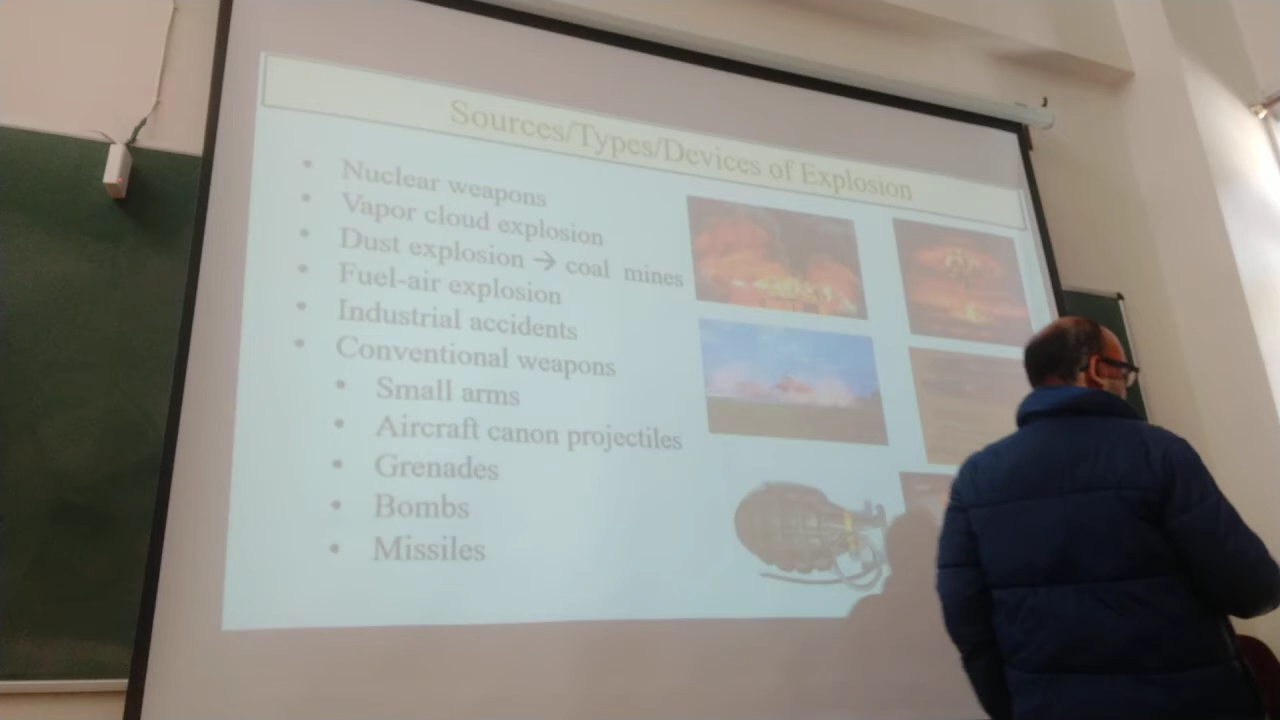 Sources/Types/Devices of Explosion
• Nuclear weapons
• Vapor cloud explosion
• Dust explosion → coal mines
• Fuel-air explosion
• Industrial accidents
• Conventional weapons
• Small arms
• Aircraft canon projectiles
• Grenades
• Bombs
• Missiles